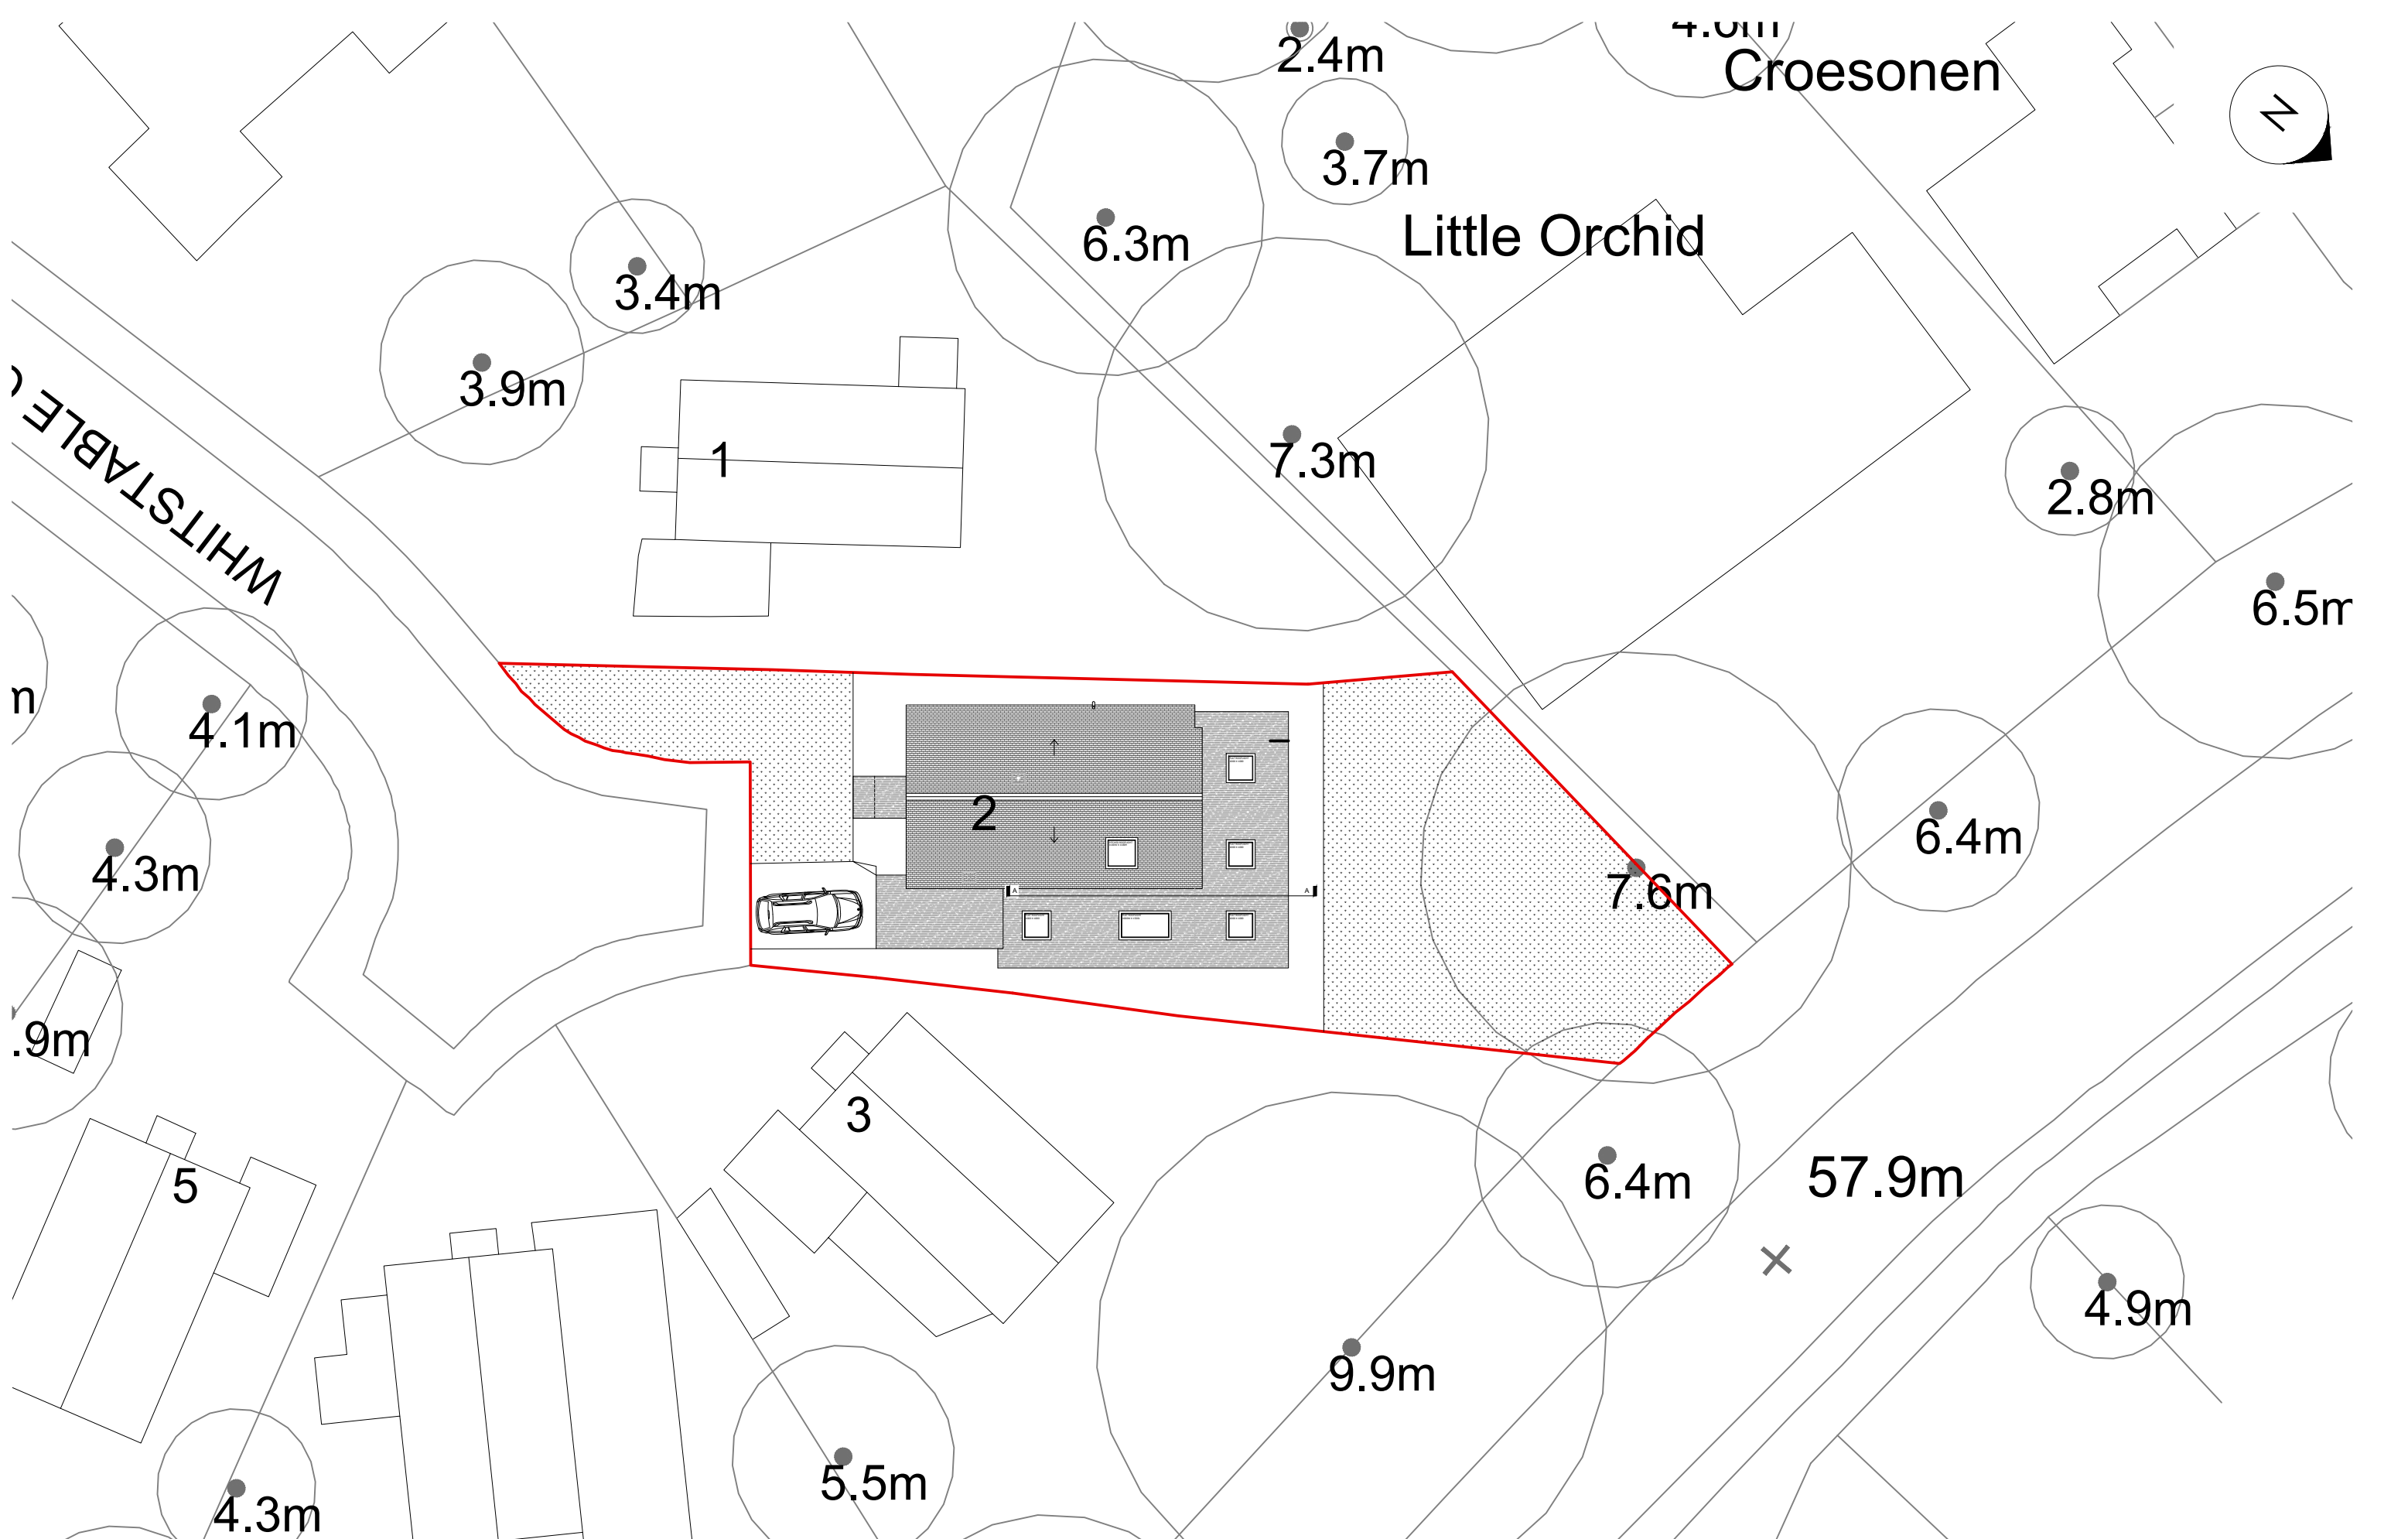 2.4m
Croesonen
N
3.7m
Little Orchid
6.3m
3.4m
3.9m
WHITSTABLE
1
7.3m
2.8m
6.5m
4.1m
2
4.3m
6.4m
7.6m
A
A
.9m
3
5
57.9m
6.4m
4.9m
9.9m
5.5m
4.3m